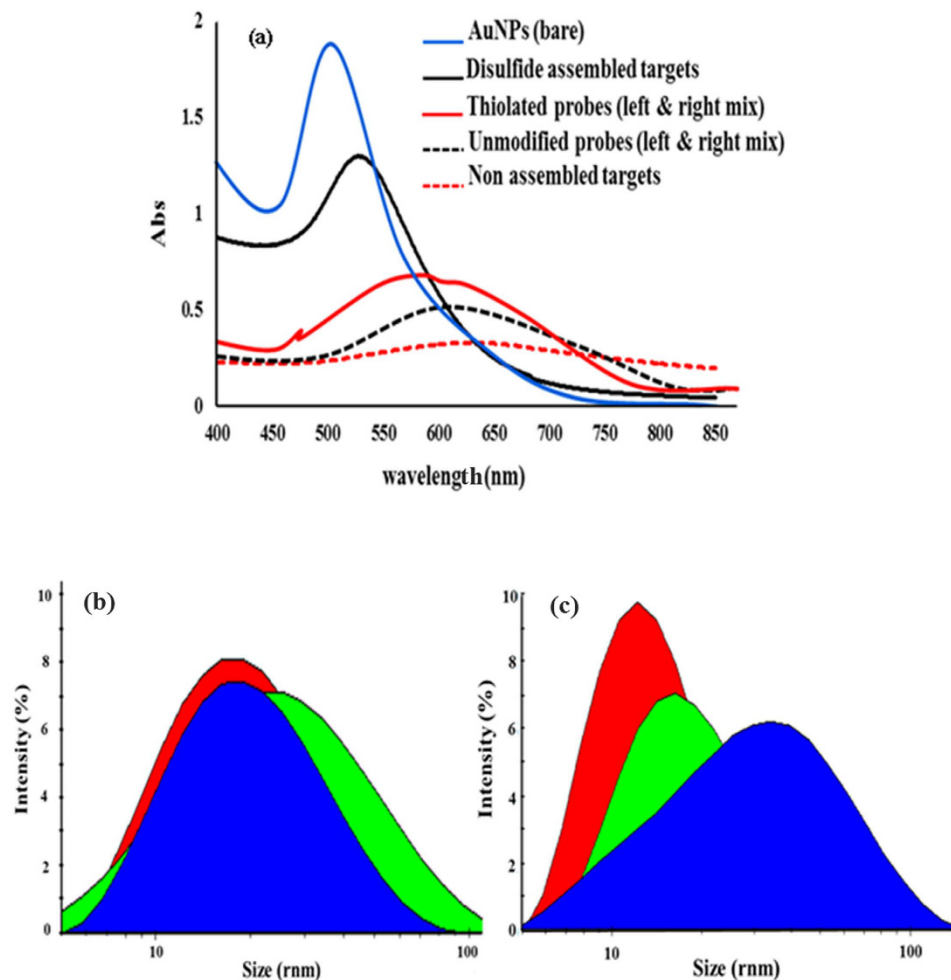 (a)
AuNPs (bare)
Disulfide assembled targets
Thiolated probes (left & right mix)
Unmodified probes (left & right mix)
Non assembled targets
2
1.5
1
0.5
0
Abs
400 450 500 550 600 650 700 750 800 850
wavelength(nm)
(b)
10
8
6
4
2
0
Intensity (%)
10 100
Size (rnm)
(c)
10
8
6
4
2
0
Intensity (%)
10 100
Size (rnm)